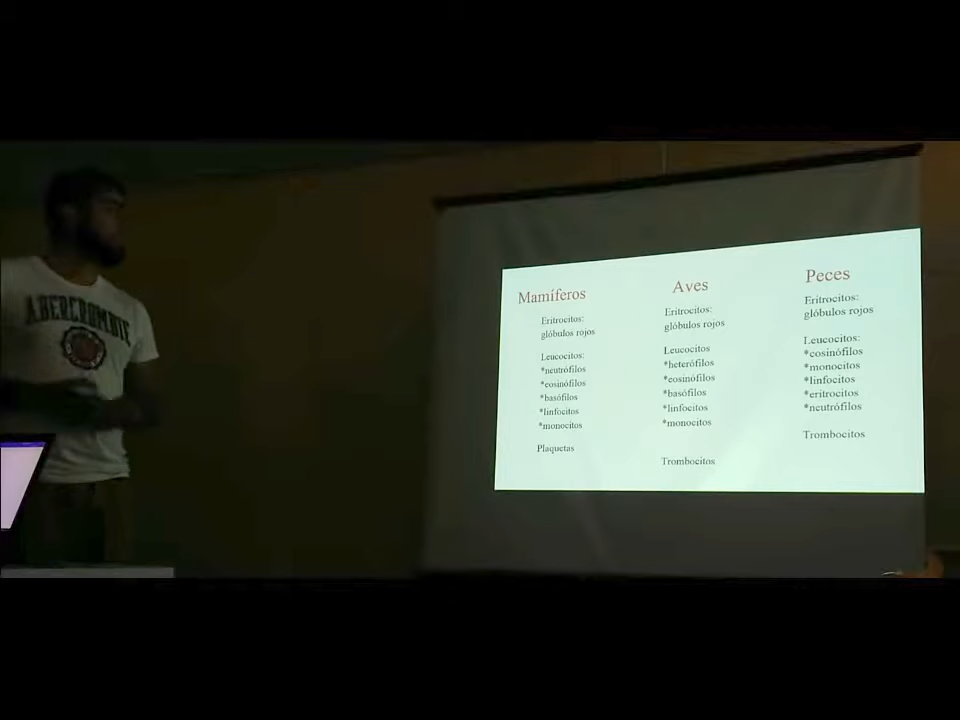 ABERCROMBIE
Mamíferos
Eritrocitos:
glóbulos rojos
Leucocitos:
*neutrófilos
*eosinófilos
*basófilos
*linfocitos
*monocitos
Plaquetas
Aves
Eritrocitos:
glóbulos rojos
Leucocitos
*heterófilos
*eosinófilos
*basófilos
*linfocitos
*monocitos
Trombocitos
Peces
Eritrocitos:
glóbulos rojos
Leucocitos:
*eosinófilos
*monocitos
*linfocitos
*eritrocitos
*neutrófilos
Trombocitos